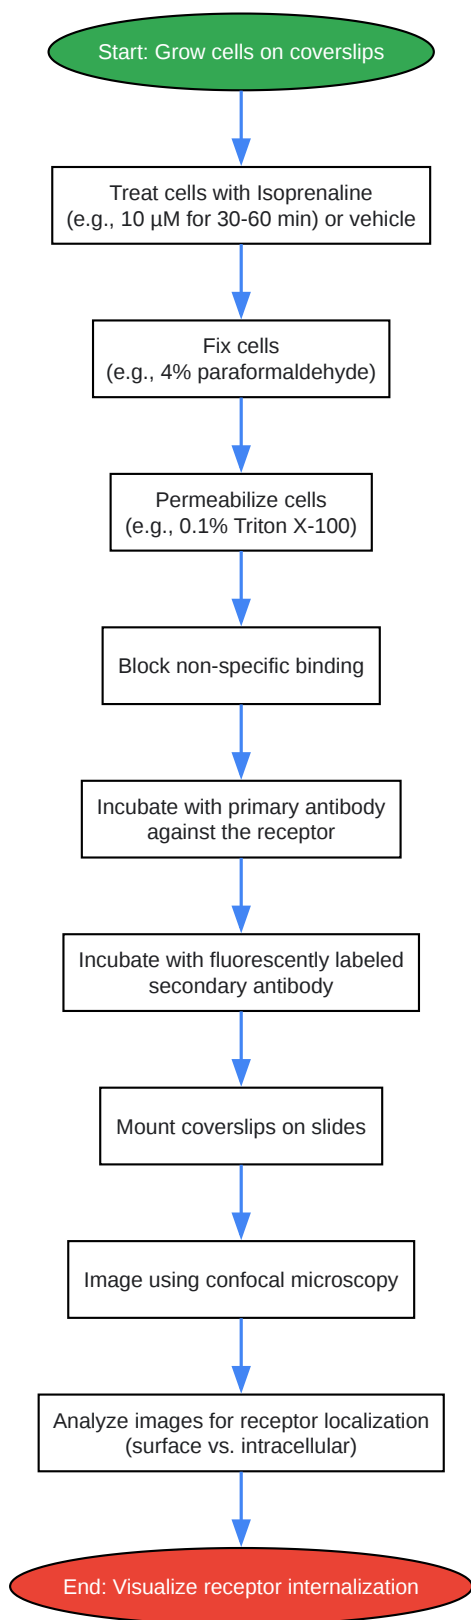 Start: Grow cells on coverslips
Treat cells with Isoprenaline
(e.g., 10 µM for 30-60 min) or vehicle
Fix cells
(e.g., 4% paraformaldehyde)
Permeabilize cells
(e.g., 0.1% Triton X-100)
Block non-specific binding
Incubate with primary antibody
against the receptor
Incubate with fluorescently labeled
secondary antibody
Mount coverslips on slides
Image using confocal microscopy
Analyze images for receptor localization
(surface vs. intracellular)
End: Visualize receptor internalization